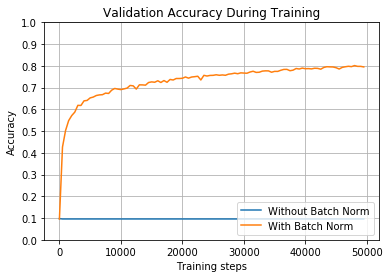 Validation Accuracy During Training
1.0
0.9
0.8
0.7
0.6
0.5
0.4
0.3
0.2
0.1
0.0
Accuracy
Without Batch Norm
With Batch Norm
0 10000 20000 30000 40000 50000
Training steps